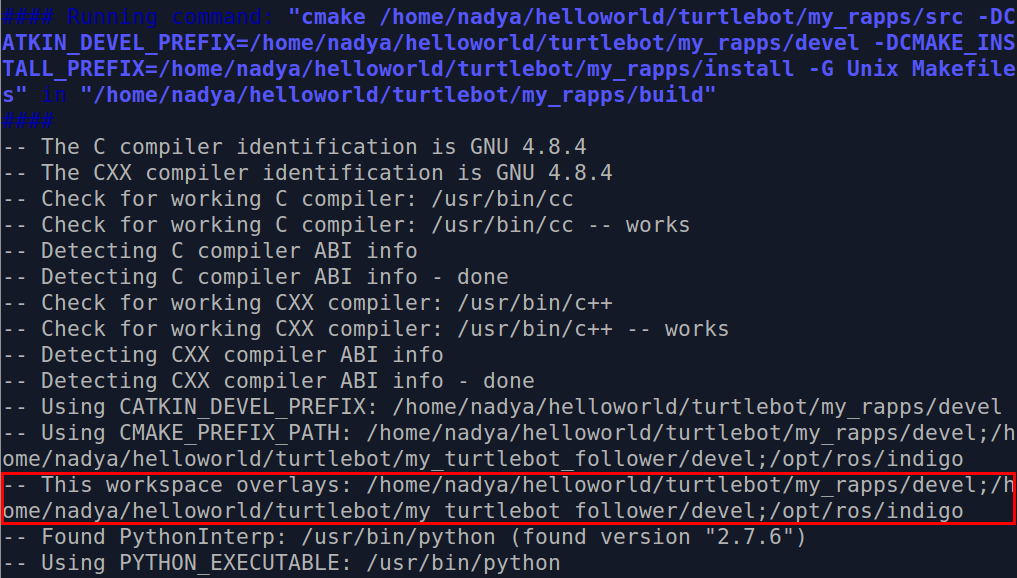 #### Running command: "cmake /home/nadya/helloworld/turtlebot/my_rapps/src -DC
ATKIN_DEVEL_PREFIX=/home/nadya/helloworld/turtlebot/my_rapps/devel -DCMAKE_INS
TALL_PREFIX=/home/nadya/helloworld/turtlebot/my_rapps/install -G Unix Makefile
s" in "/home/nadya/helloworld/turtlebot/my_rapps/build"
####
-- The C compiler identification is GNU 4.8.4
-- The CXX compiler identification is GNU 4.8.4
-- Check for working C compiler: /usr/bin/cc
-- Check for working C compiler: /usr/bin/cc -- works
-- Detecting C compiler ABI info
-- Detecting C compiler ABI info - done
-- Check for working CXX compiler: /usr/bin/c++
-- Check for working CXX compiler: /usr/bin/c++ -- works
-- Detecting CXX compiler ABI info
-- Detecting CXX compiler ABI info - done
-- Using CATKIN_DEVEL_PREFIX: /home/nadya/helloworld/turtlebot/my_rapps/devel
-- Using CMAKE_PREFIX_PATH: /home/nadya/helloworld/turtlebot/my_rapps/devel;/h
ome/nadya/helloworld/turtlebot/my_turtlebot_follower/devel;/opt/ros/indigo
-- This workspace overlays: /home/nadya/helloworld/turtlebot/my_rapps/devel;/h
ome/nadya/helloworld/turtlebot/my_turtlebot_follower/devel;/opt/ros/indigo
-- Found PythonInterp: /usr/bin/python (found version "2.7.6")
-- Using PYTHON_EXECUTABLE: /usr/bin/python